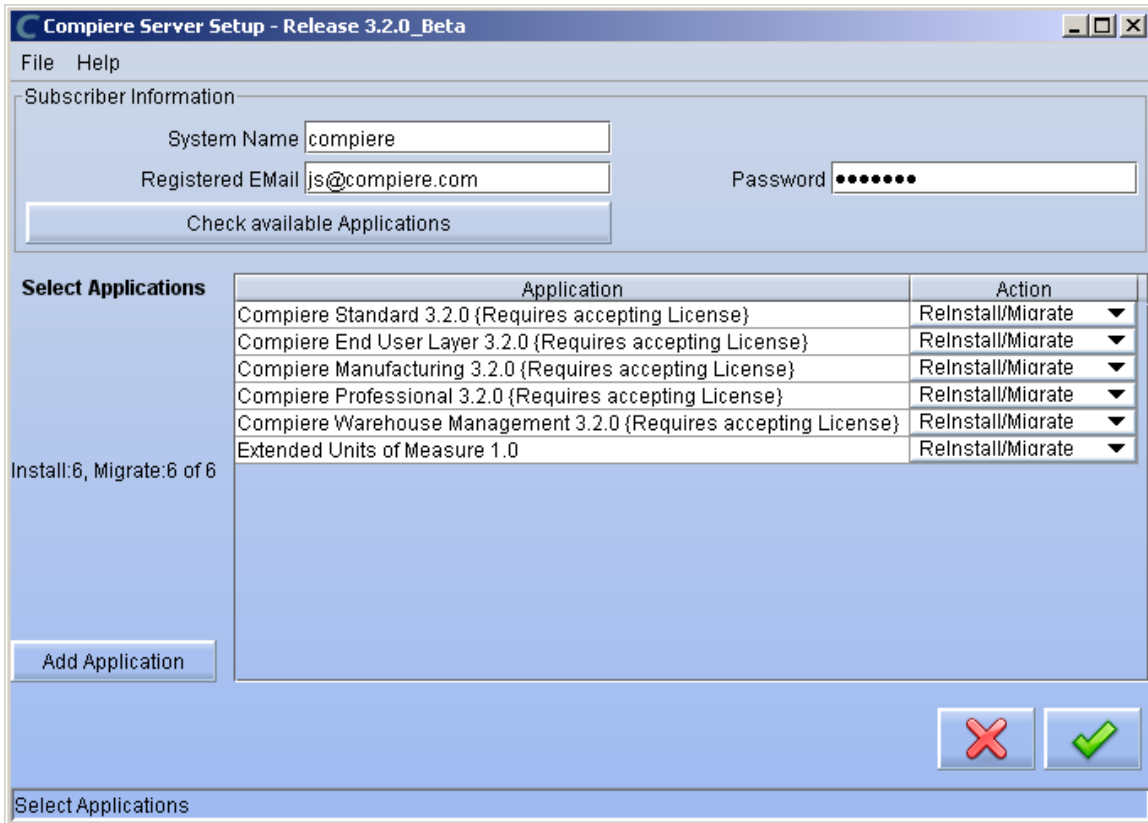 Compiere Server Setup - Release 3.2.0_Beta
File Help
Subscriber Information
System Name compiere
Registered EMail js@compiere.com Password •••••••
Check available Applications
Select Applications
Application Action
Compiere Standard 3.2.0 {Requires accepting License} ReInstall/Migrate
Compiere End User Layer 3.2.0 {Requires accepting License} ReInstall/Migrate
Compiere Manufacturing 3.2.0 {Requires accepting License} ReInstall/Migrate
Compiere Professional 3.2.0 {Requires accepting License} ReInstall/Migrate
Compiere Warehouse Management 3.2.0 {Requires accepting License} ReInstall/Migrate
Extended Units of Measure 1.0 ReInstall/Migrate
Install:6, Migrate:6 of 6
Add Application
Select Applications